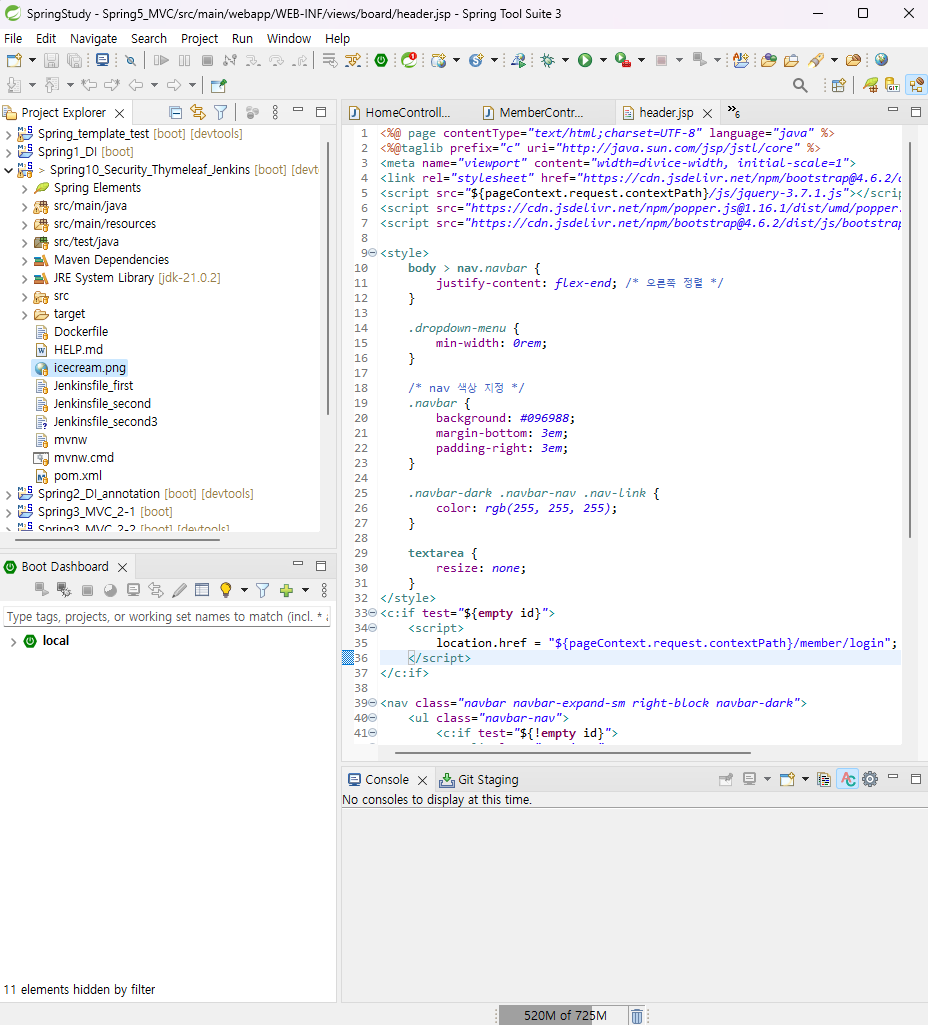 SpringStudy - Spring5_MVC/src/main/webapp/WEB-INF/views/board/header.jsp - Spring Tool Suite 3
File Edit Navigate Search Project Run Window Help
Project Explorer
Spring_template_test [boot] [devtools]
Spring1_DI [boot]
> Spring10_Security_Thymeleaf_Jenkins [boot] [devt
Spring Elements
src/main/java
src/main/resources
src/test/java
Maven Dependencies
JRE System Library [jdk-21.0.2]
src
target
Dockerfile
HELP.md
icecream.png
Jenkinsfile_first
Jenkinsfile_second
Jenkinsfile_second3
mvnw
mvnw.cmd
pom.xml
Spring2_DI_annotation [boot] [devtools]
Spring3_MVC_2-1 [boot]
Spring3_MVC_2-2 [boot] [devtools]
Boot Dashboard
Type tags, projects, or working set names to match (incl. *
local
11 elements hidden by filter
HomeControll... MemberContr... header.jsp »6
1 <%@ page contentType="text/html;charset=UTF-8" language="java" %>
2 <%@taglib prefix="c" uri="http://java.sun.com/jsp/jstl/core" %>
3 <meta name="viewport" content="width=divice-width, initial-scale=1">
4 <link rel="stylesheet" href="https://cdn.jsdelivr.net/npm/bootstrap@4.6.2/
5 <script src="${pageContext.request.contextPath}/js/jquery-3.7.1.js"></scrip
6 <script src="https://cdn.jsdelivr.net/npm/popper.js@1.16.1/dist/umd/popper.
7 <script src="https://cdn.jsdelivr.net/npm/bootstrap@4.6.2/dist/js/bootstrap
8
9 <style>
10 body > nav.navbar {
11 justify-content: flex-end; /* 오른쪽 정렬 */
12 }
13
14 .dropdown-menu {
15 min-width: 0rem;
16 }
17
18 /* nav 색상 지정 */
19 .navbar {
20 background: #096988;
21 margin-bottom: 3em;
22 padding-right: 3em;
23 }
24
25 .navbar-dark .navbar-nav .nav-link {
26 color: rgb(255, 255, 255);
27 }
28
29 textarea {
30 resize: none;
31 }
32 </style>
33 <c:if test="${empty id}">
34 <script>
35 location.href = "${pageContext.request.contextPath}/member/login";
36 </script>
37 </c:if>
38
39 <nav class="navbar navbar-expand-sm right-block navbar-dark">
40 <ul class="navbar-nav">
41 <c:if test="${!empty id}">
Console Git Staging
No consoles to display at this time.
520M of 725M